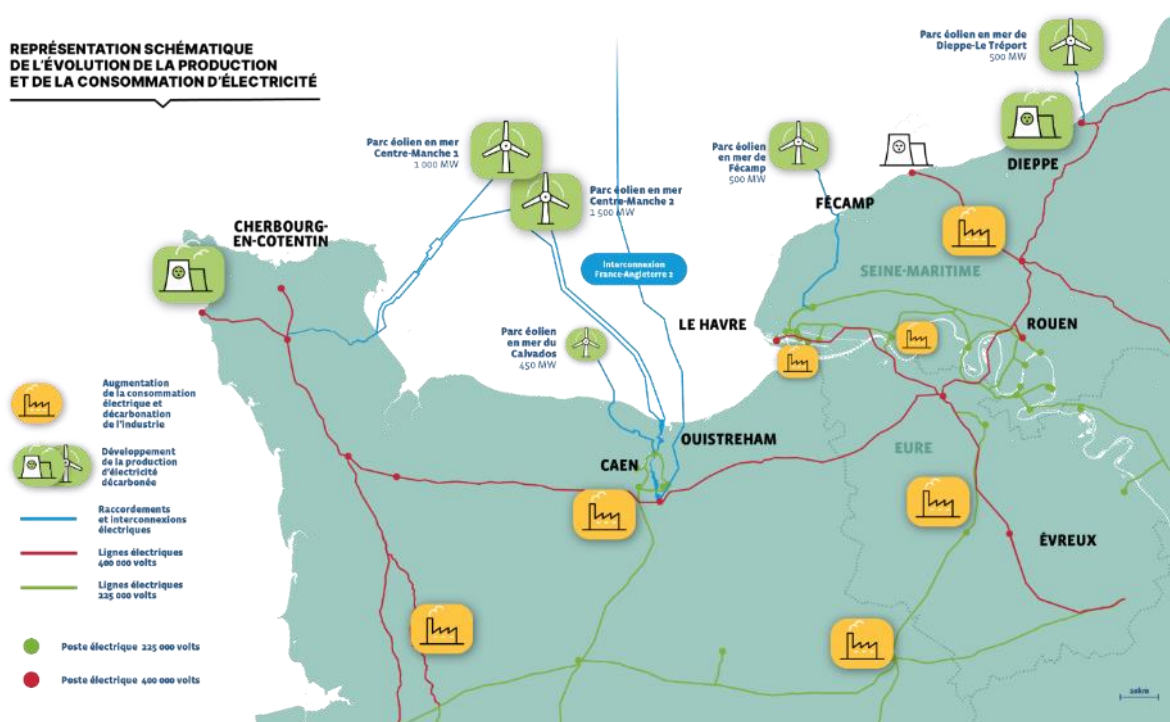 REPRÉSENTATION SCHÉMATIQUE
DE L'ÉVOLUTION DE LA PRODUCTION
ET DE LA CONSOMMATION D'ÉLECTRICITÉ
Parc éolien en mer de
Dieppe-Le Tréport
500 MW
Parc éolien en mer
Centre-Manche 1
1 000 MW
Parc éolien en mer
Centre-Manche 2
1 500 MW
Parc éolien
en mer de
Fécamp
500 MW
DIEPPE
FÉCAMP
CHERBOURG-
EN-COTENTIN
Interconnexion
France-Angleterre 2
SEINE-MARITIME
LE HAVRE
ROUEN
Parc éolien
en mer du
Calvados
450 MW
OUISTREHAM
CAEN
EURE
ÉVREUX
Augmentation
de la consommation
électrique et
décarbonation
de l'industrie
Développement
de la production
d'électricité
décarbonée
Raccordements
et interconnexions
électriques
Lignes électriques
400 000 volts
Lignes électriques
225 000 volts
Poste électrique 225 000 volts
Poste électrique 400 000 volts